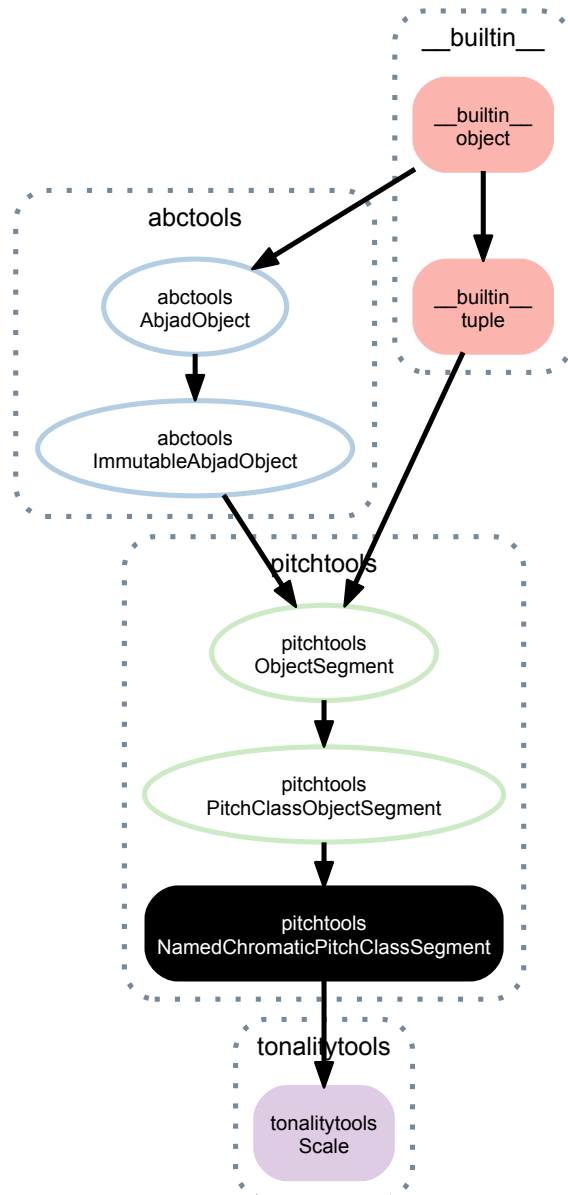 __builtin__
__builtin__
object
abctools
abctools
AbjadObject
__builtin__
tuple
abctools
ImmutableAbjadObject
pitchtools
pitchtools
ObjectSegment
pitchtools
PitchClassObjectSegment
pitchtools
NamedChromaticPitchClassSegment
tonalitytools
tonalitytools
Scale